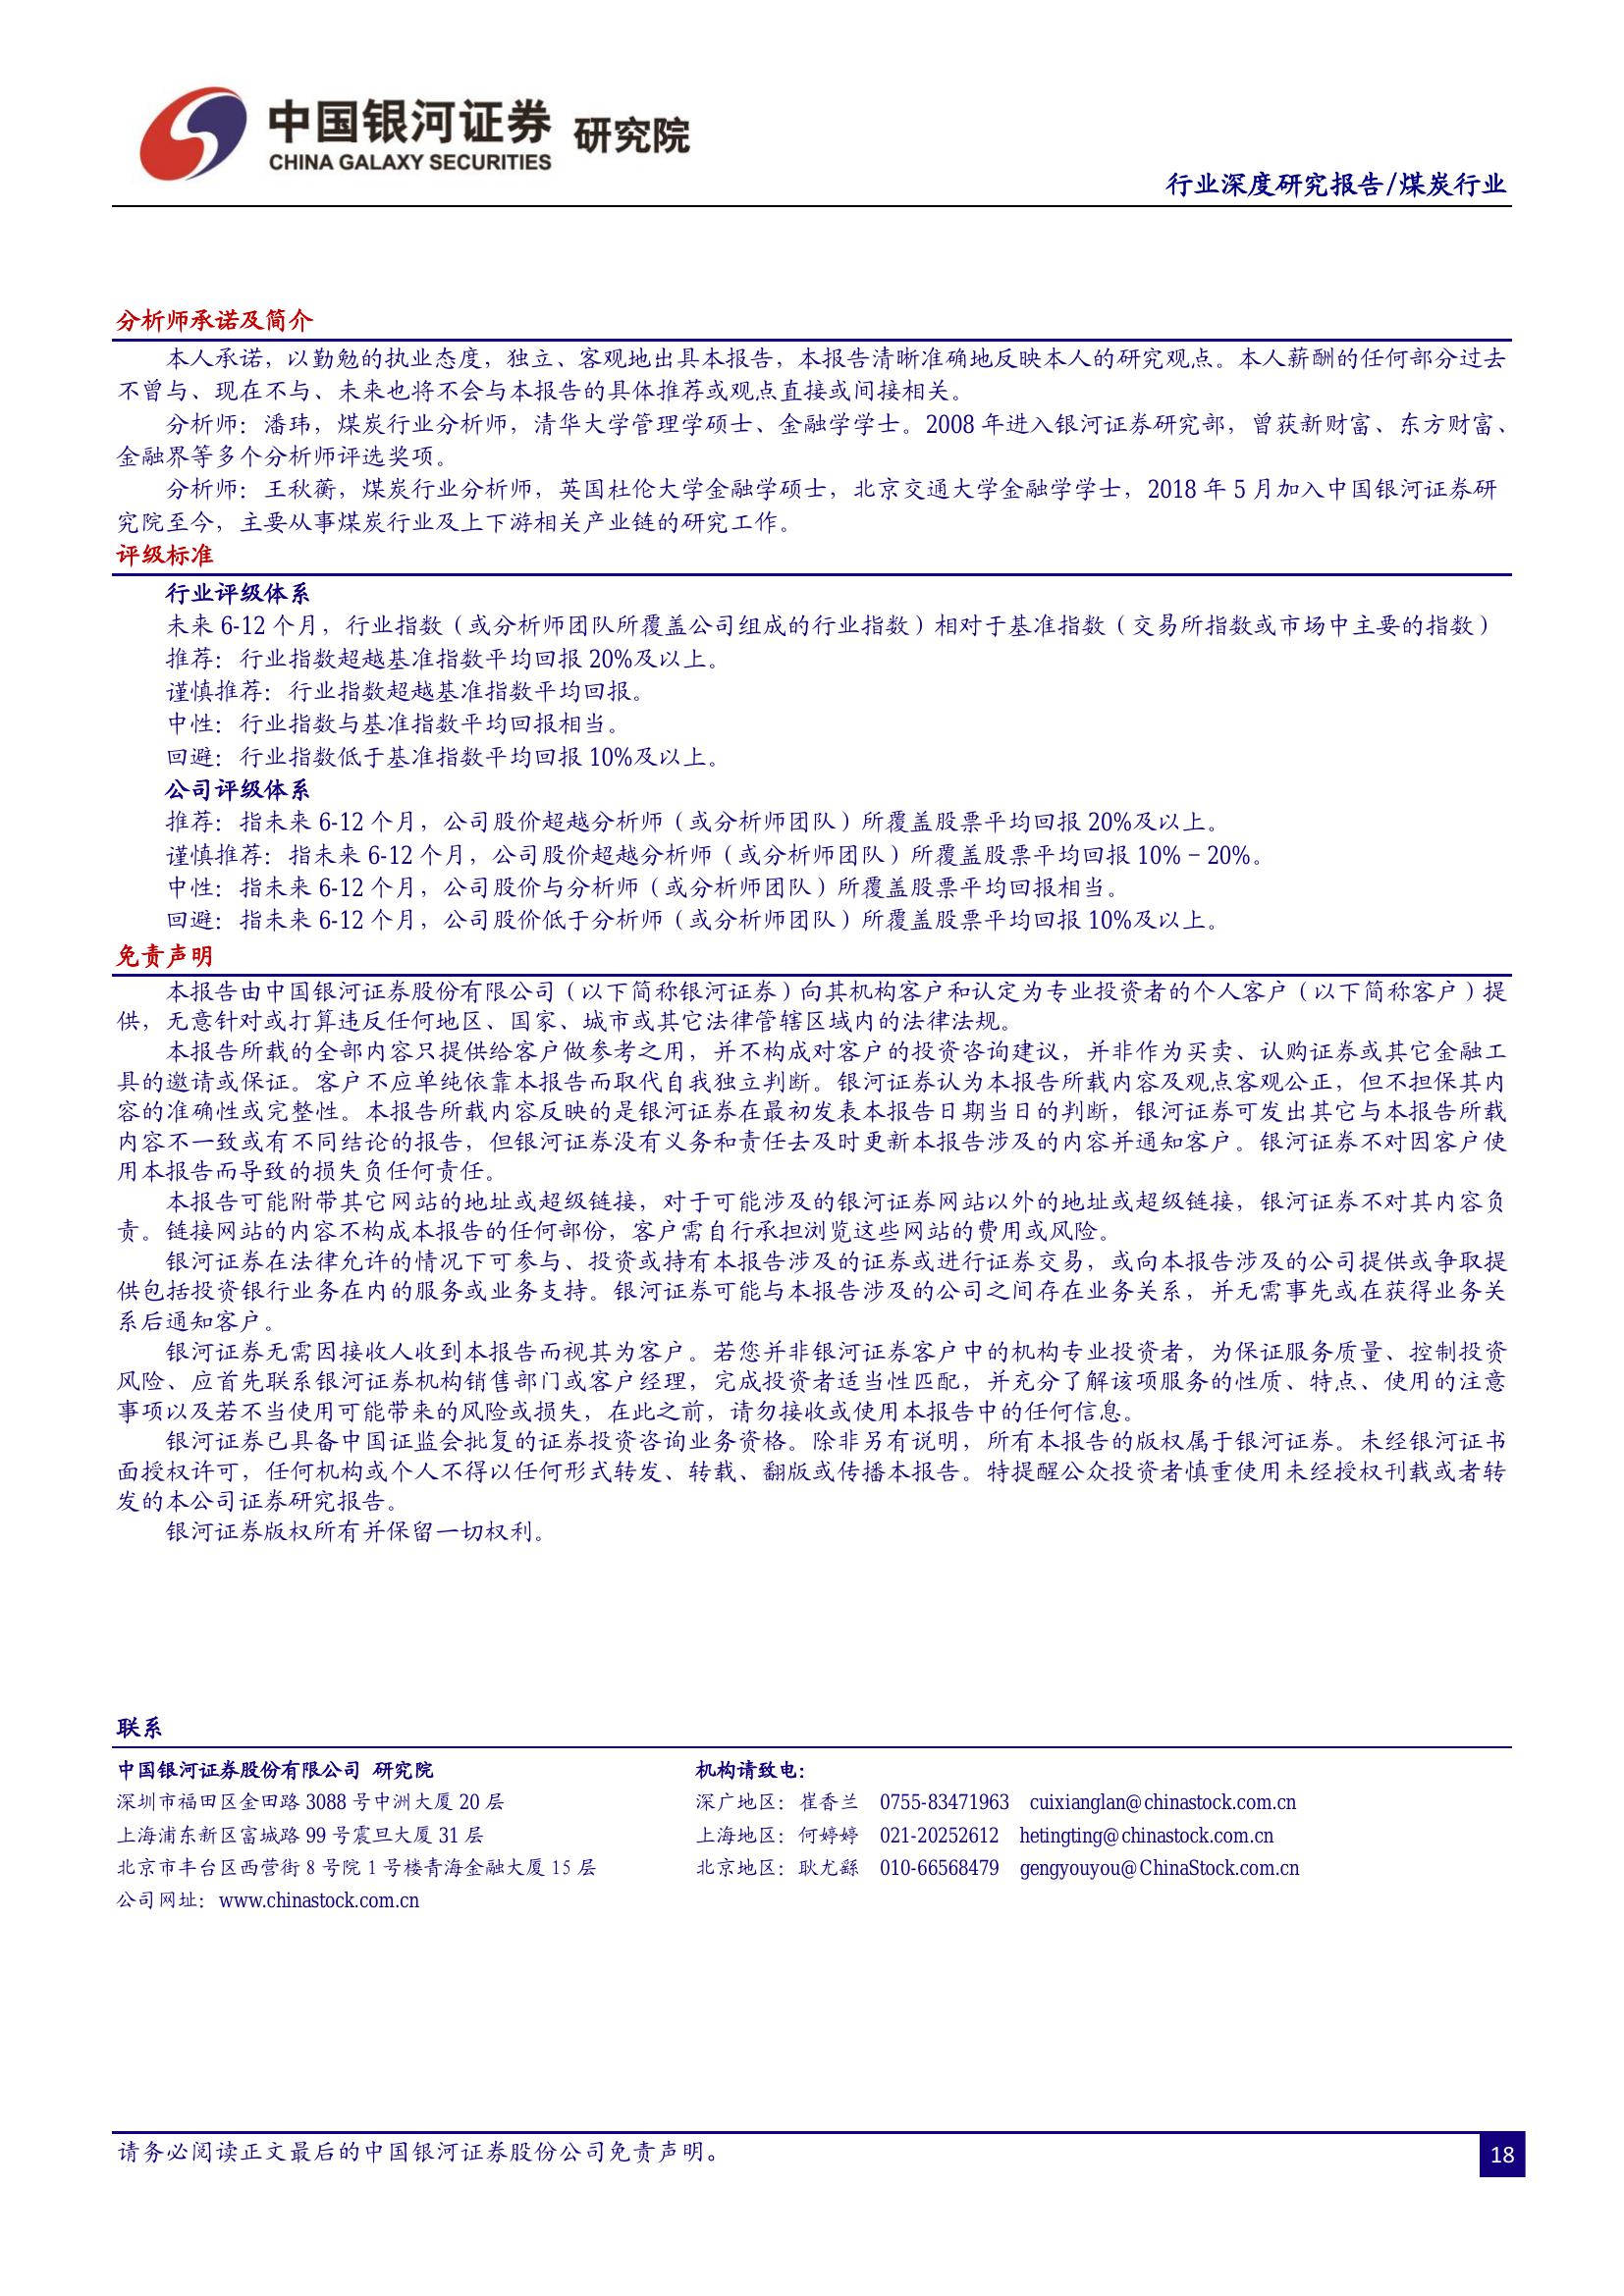 中国银河证券 研究院
CHINA GALAXY SECURITIES
行业深度研究报告/煤炭行业
分析师承诺及简介
本人承诺，以勤勉的执业态度，独立、客观地出具本报告，本报告清晰准确地反映本人的研究观点。本人薪酬的任何部分过去
不曾与、现在不与、未来也将不会与本报告的具体推荐或观点直接或间接相关。
分析师：潘玮，煤炭行业分析师，清华大学管理学硕士、金融学学士。2008 年进入银河证券研究部，曾获新财富、东方财富、
金融界等多个分析师评选奖项。
分析师：王秋蘅，煤炭行业分析师，英国杜伦大学金融学硕士，北京交通大学金融学学士，2018 年 5 月加入中国银河证券研
究院至今，主要从事煤炭行业及上下游相关产业链的研究工作。
评级标准
行业评级体系
未来 6-12 个月，行业指数（或分析师团队所覆盖公司组成的行业指数）相对于基准指数（交易所指数或市场中主要的指数）
推荐：行业指数超越基准指数平均回报 20%及以上。
谨慎推荐：行业指数超越基准指数平均回报。
中性：行业指数与基准指数平均回报相当。
回避：行业指数低于基准指数平均回报 10%及以上。
公司评级体系
推荐：指未来 6-12 个月，公司股价超越分析师（或分析师团队）所覆盖股票平均回报 20%及以上。
谨慎推荐：指未来 6-12 个月，公司股价超越分析师（或分析师团队）所覆盖股票平均回报 10%－20%。
中性：指未来 6-12 个月，公司股价与分析师（或分析师团队）所覆盖股票平均回报相当。
回避：指未来 6-12 个月，公司股价低于分析师（或分析师团队）所覆盖股票平均回报 10%及以上。
免责声明
本报告由中国银河证券股份有限公司（以下简称银河证券）向其机构客户和认定为专业投资者的个人客户（以下简称客户）提
供，无意针对或打算违反任何地区、国家、城市或其它法律管辖区域内的法律法规。
本报告所载的全部内容只提供给客户做参考之用，并不构成对客户的投资咨询建议，并非作为买卖、认购证券或其它金融工
具的邀请或保证。客户不应单纯依靠本报告而取代自我独立判断。银河证券认为本报告所载内容及观点客观公正，但不担保其内
容的准确性或完整性。本报告所载内容反映的是银河证券在最初发表本报告日期当日的判断，银河证券可发出其它与本报告所载
内容不一致或有不同结论的报告，但银河证券没有义务和责任去及时更新本报告涉及的内容并通知客户。银河证券不对因客户使
用本报告而导致的损失负任何责任。
本报告可能附带其它网站的地址或超级链接，对于可能涉及的银河证券网站以外的地址或超级链接，银河证券不对其内容负
责。链接网站的内容不构成本报告的任何部份，客户需自行承担浏览这些网站的费用或风险。
银河证券在法律允许的情况下可参与、投资或持有本报告涉及的证券或进行证券交易，或向本报告涉及的公司提供或争取提
供包括投资银行业务在内的服务或业务支持。银河证券可能与本报告涉及的公司之间存在业务关系，并无需事先或在获得业务关
系后通知客户。
银河证券无需因接收人收到本报告而视其为客户。若您并非银河证券客户中的机构专业投资者，为保证服务质量、控制投资
风险、应首先联系银河证券机构销售部门或客户经理，完成投资者适当性匹配，并充分了解该项服务的性质、特点、使用的注意
事项以及若不当使用可能带来的风险或损失，在此之前，请勿接收或使用本报告中的任何信息。
银河证券已具备中国证监会批复的证券投资咨询业务资格。除非另有说明，所有本报告的版权属于银河证券。未经银河证书
面授权许可，任何机构或个人不得以任何形式转发、转载、翻版或传播本报告。特提醒公众投资者慎重使用未经授权刊载或者转
发的本公司证券研究报告。
银河证券版权所有并保留一切权利。
联系
中国银河证券股份有限公司 研究院 机构请致电：
深圳市福田区金田路 3088 号中洲大厦 20 层 深广地区：崔香兰 0755-83471963 cuixianglan@chinastock.com.cn
上海浦东新区富城路 99 号震旦大厦 31 层 上海地区：何婷婷 021-20252612 hetingting@chinastock.com.cn
北京市丰台区西营街 8 号院 1 号楼青海金融大厦 15 层 北京地区：耿尤繇 010-66568479 gengyouyou@ChinaStock.com.cn
公司网址：www.chinastock.com.cn
请务必阅读正文最后的中国银河证券股份公司免责声明。
18